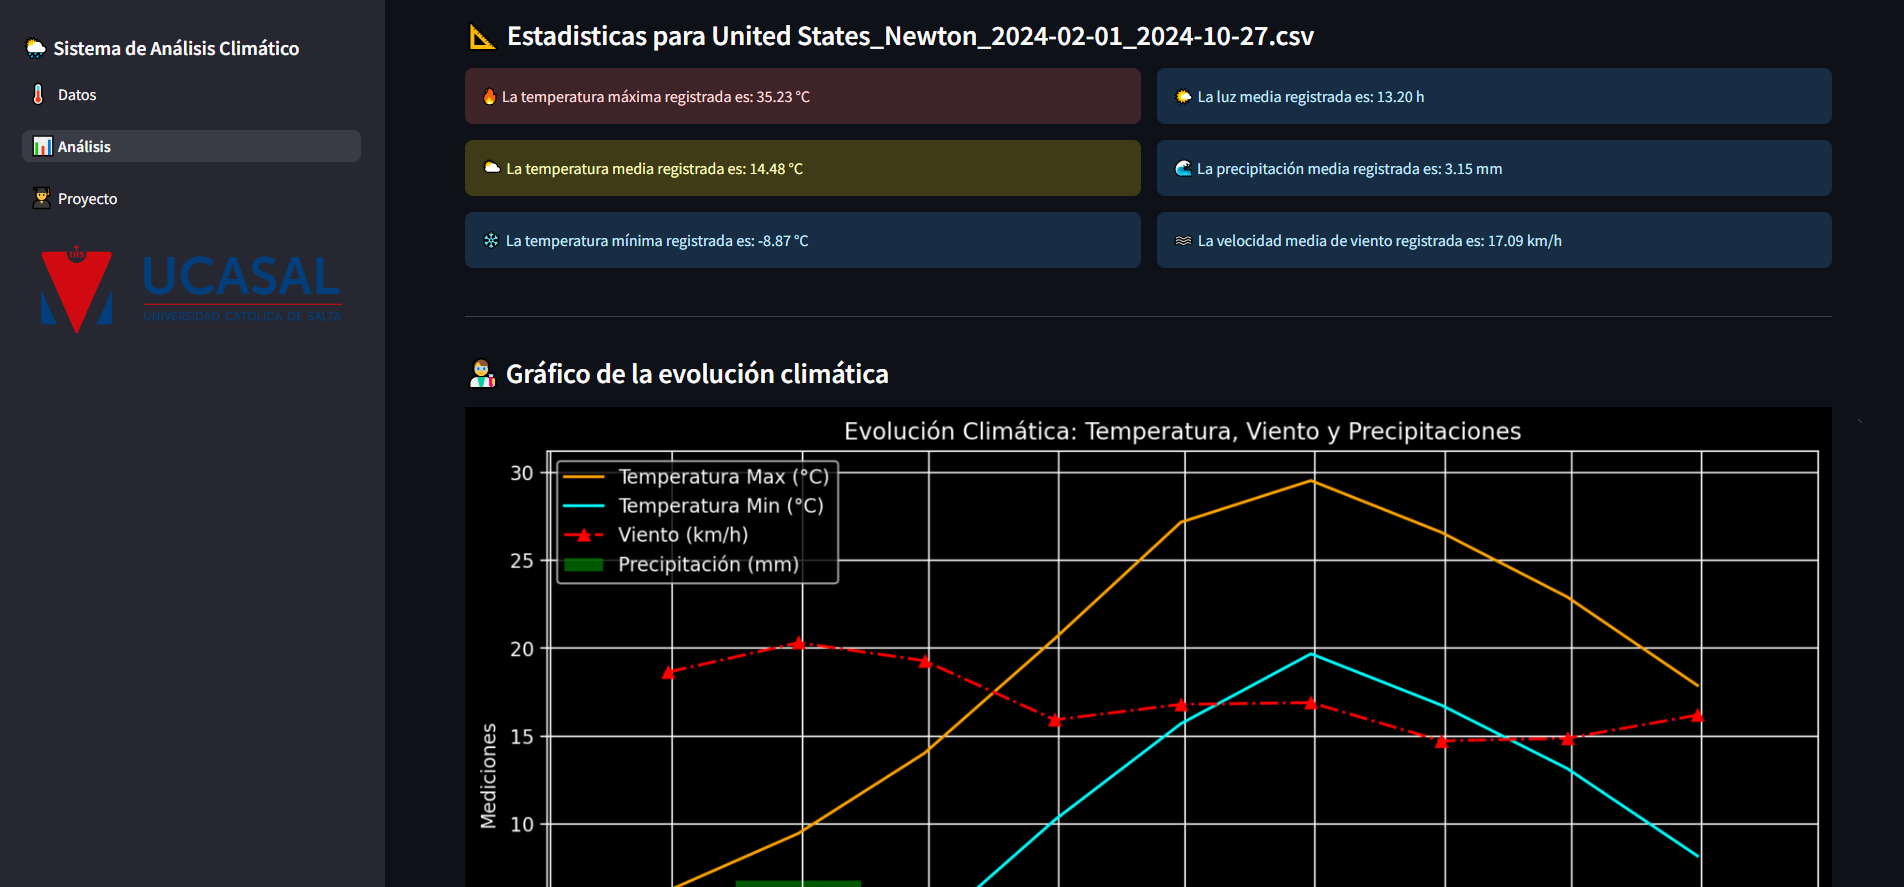 Sistema de Análisis Climático
Datos
Análisis
Proyecto
UCASAL
UNIVERSIDAD CATÓLICA DE SALTA
Estadisticas para United States_Newton_2024-02-01_2024-10-27.csv
La temperatura máxima registrada es: 35.23 °C
La luz media registrada es: 13.20 h
La temperatura media registrada es: 14.48 °C
La precipitación media registrada es: 3.15 mm
La temperatura mínima registrada es: -8.87 °C
La velocidad media de viento registrada es: 17.09 km/h
Gráfico de la evolución climática
Evolución Climática: Temperatura, Viento y Precipitaciones
Temperatura Max (°C)
Temperatura Min (°C)
Viento (km/h)
Precipitación (mm)
30
25
20
15
10
Mediciones